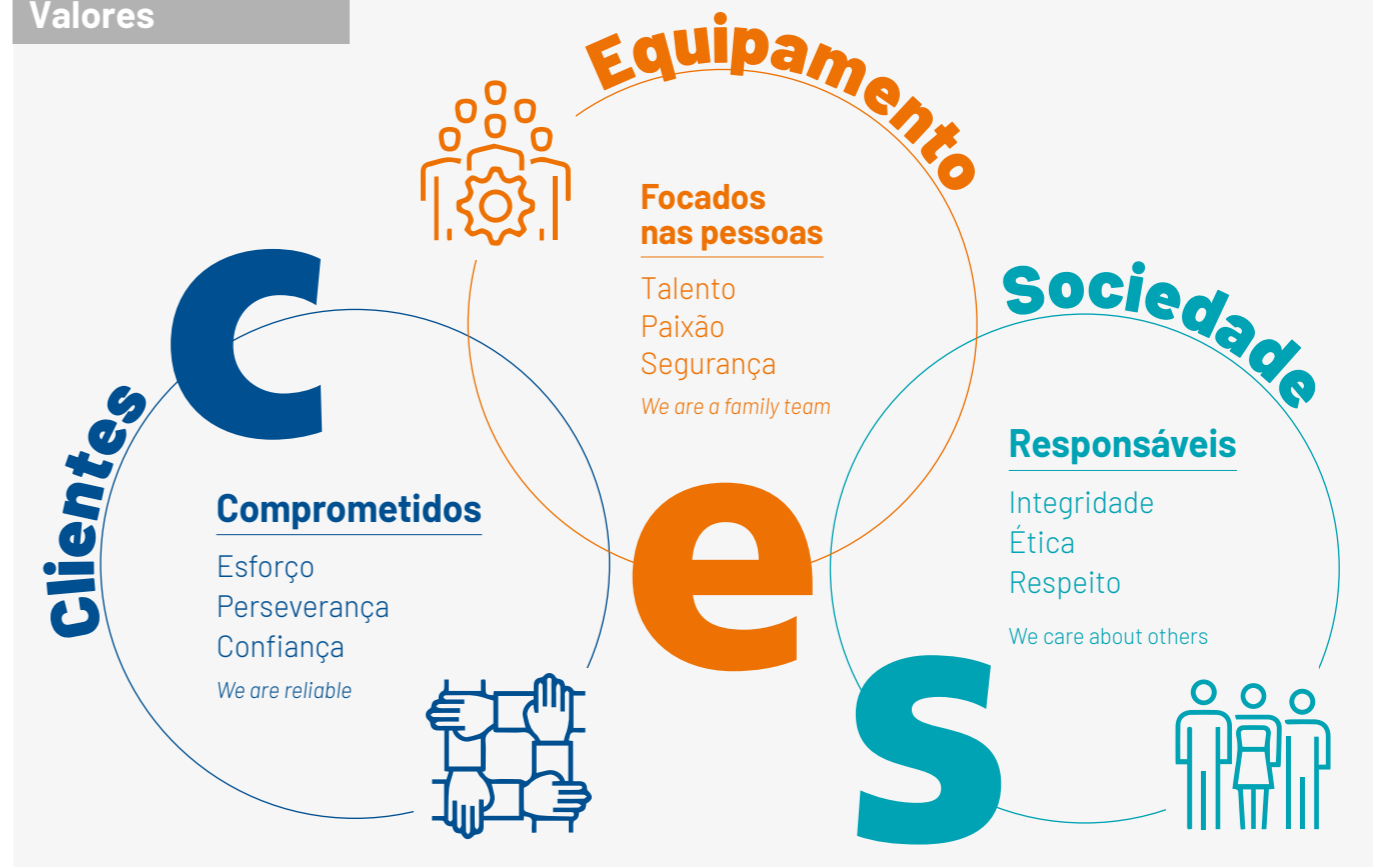 Valores
Clientes
C
Comprometidos
Esforço
Perseverança
Confiança
We are reliable
Equipamento
e
Focados
nas pessoas
Talento
Paixão
Segurança
We are a family team
Sociedade
s
Responsáveis
Integridade
Ética
Respeito
We care about others